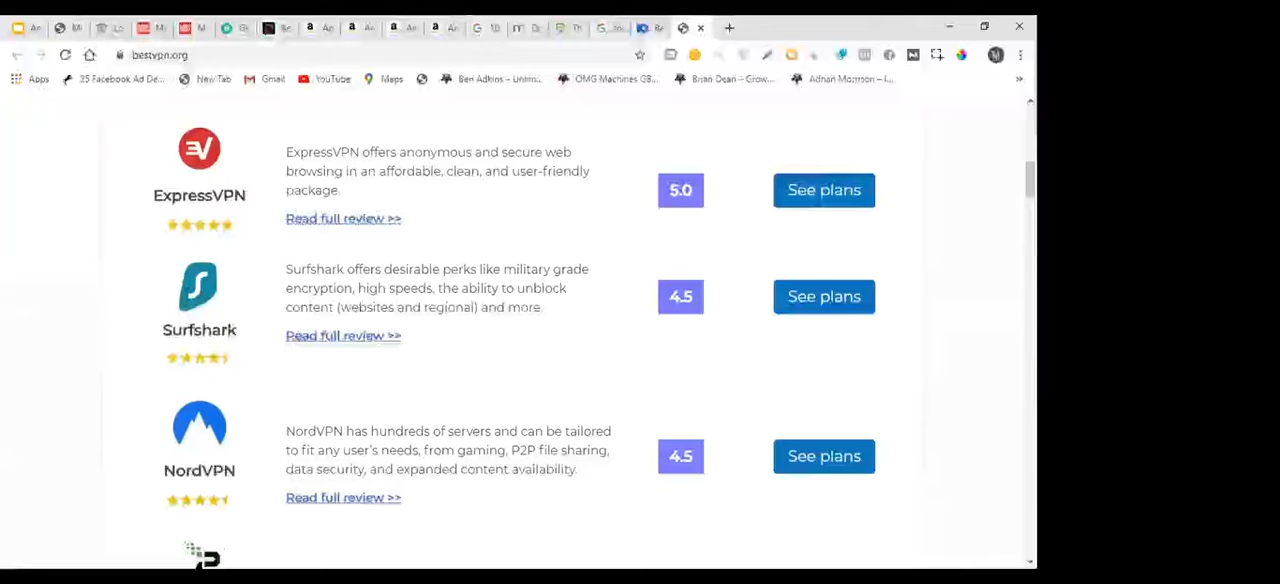 bestvpn.org
Apps
25 Facebook Ad De...
New Tab
Gmail
YouTube
Maps
Ben Adkins – Unlim...
OMG Machines GB...
Brian Dean – Grow...
ExpressVPN
ExpressVPN offers anonymous and secure web
browsing in an affordable, clean, and user-friendly
package.
Read full review >>
5.0
See plans
Surfshark
Surfshark offers desirable perks like military grade
encryption, high speeds, the ability to unblock
content (websites and regional) and more.
Read full review >>
4.5
See plans
NordVPN
NordVPN has hundreds of servers and can be tailored
to fit any user's needs, from gaming, P2P file sharing,
data security, and expanded content availability.
Read full review >>
4.5
See plans